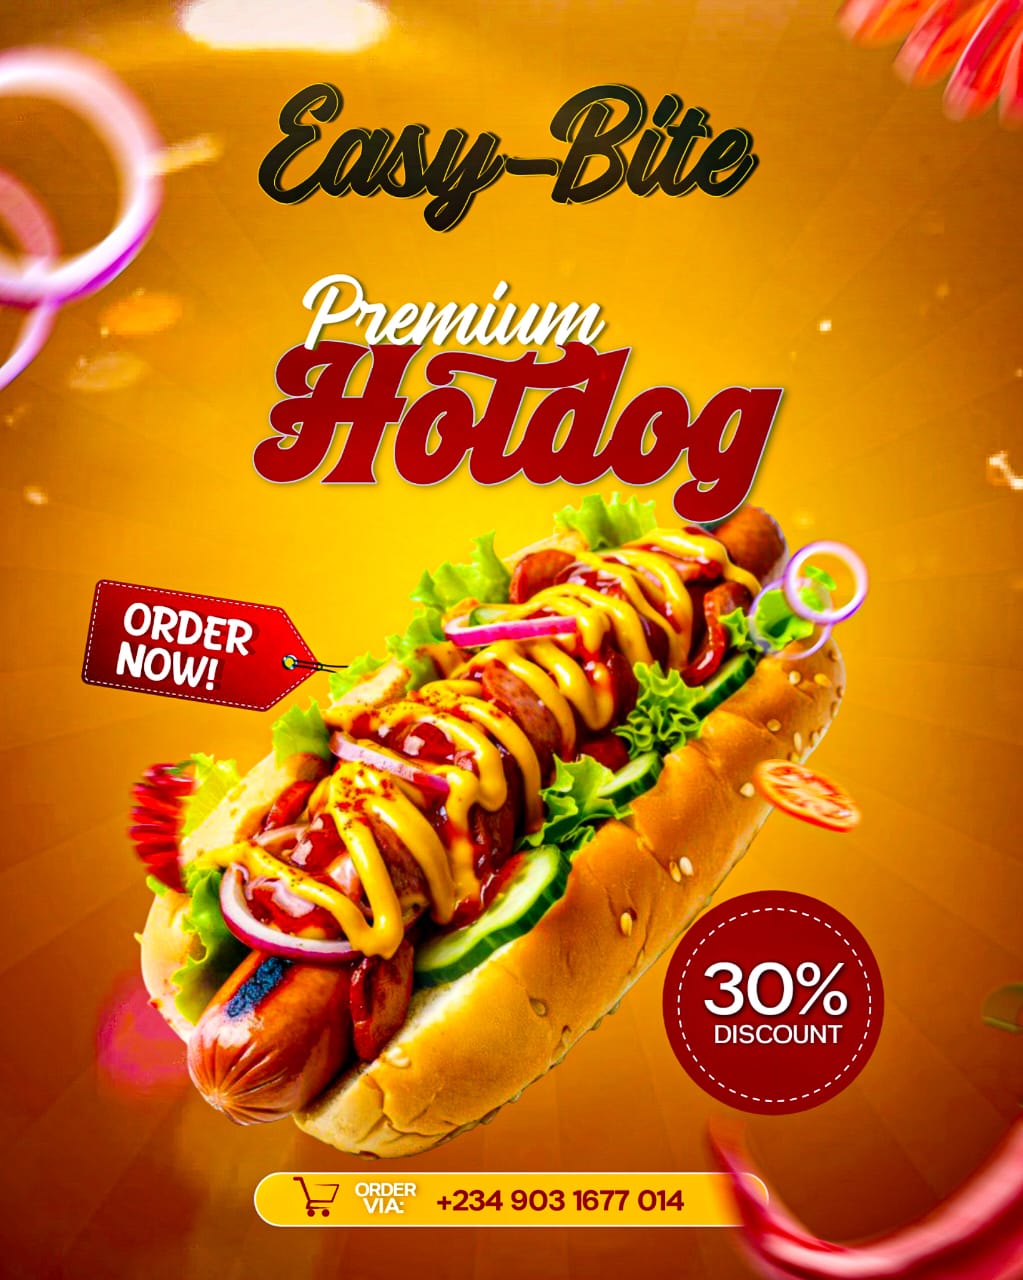 Easy-Bite
Premium
Hotdog
ORDER
NOW!
30%
DISCOUNT
ORDER
VIA:
+234 903 1677 014